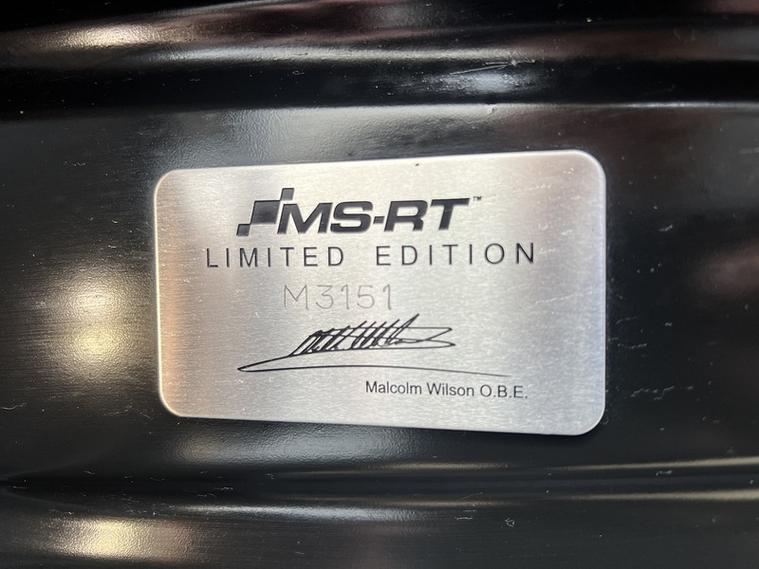 MS-RT™
LIMITED EDITION
M3151
Malcolm Wilson O.B.E.